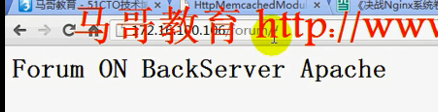 马哥教育 - 51CTO技术
HttpMemcachedModul
《决战Nginx系统卷
马哥教育 http://www
172.16.100.106/forum/
Forum ON BackServer Apache